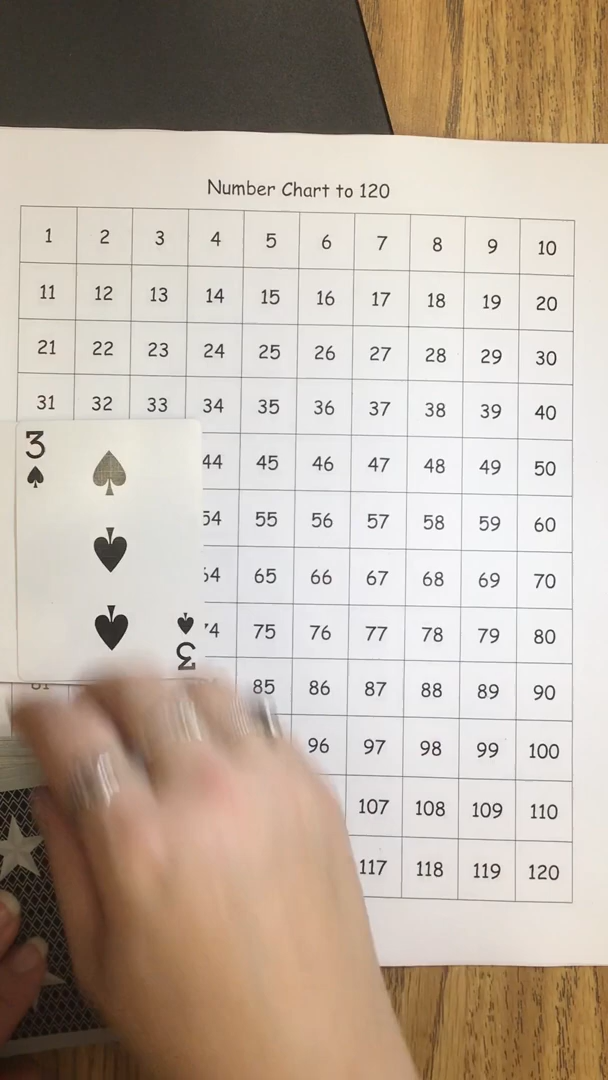 Number Chart to 120
1 2 3 4 5 6 7 8 9 10
11 12 13 14 15 16 17 18 19 20
21 22 23 24 25 26 27 28 29 30
31 32 33 34 35 36 37 38 39 40
3
44 45 46 47 48 49 50
54 55 56 57 58 59 60
64 65 66 67 68 69 70
74 75 76 77 78 79 80
3
85 86 87 88 89 90
96 97 98 99 100
107 108 109 110
117 118 119 120